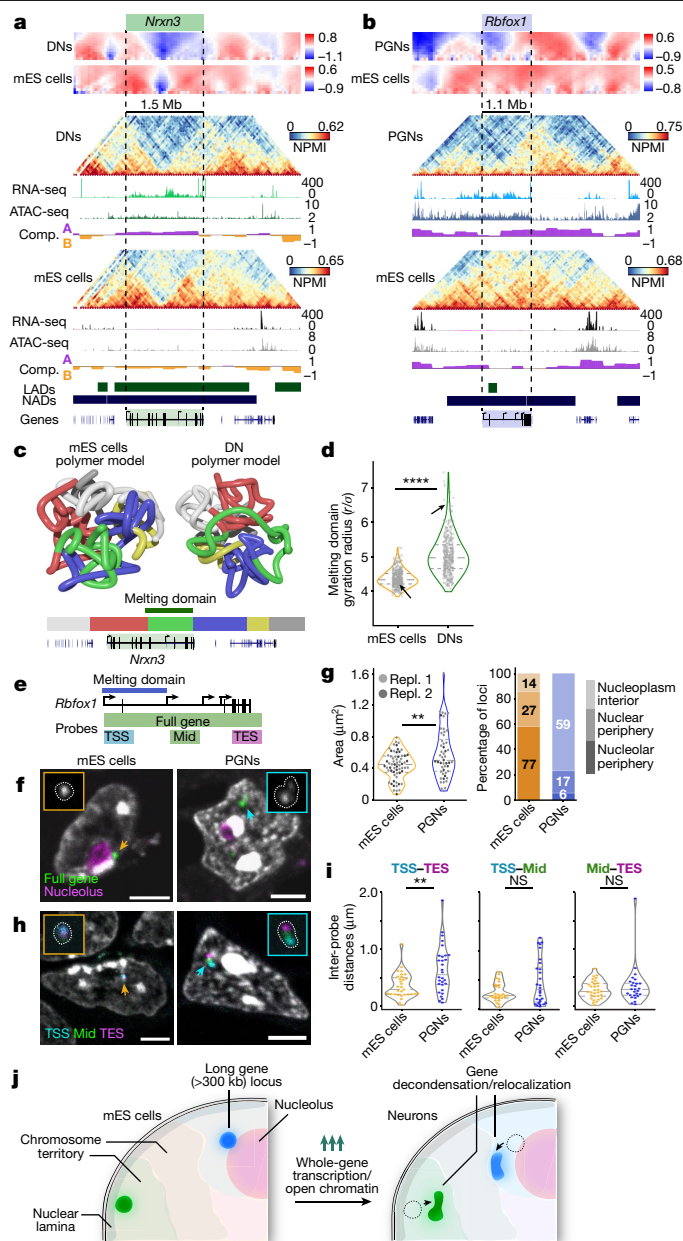 a
Nrxn3
DNs
0.8
−1.1
mES cells
0.6
−0.9
1.5 Mb
DNs
0 0.62
NPMI
RNA-seq
400
0
ATAC-seq
10
2
Comp. A
B
1
−1
mES cells
0 0.65
NPMI
RNA-seq
400
0
ATAC-seq
8
0
Comp. A
B
1
−1
LADs
NADs
Genes
b
Rbfox1
PGNs
0.6
−0.9
mES cells
0.5
−0.8
1.1 Mb
PGNs
0 0.75
NPMI
400
0
10
2
1
−1
mES cells
0 0.68
NPMI
400
0
8
0
1
−1
c
mES cells
polymer model
DN
polymer model
Melting domain
Nrxn3
d
Melting domain
gyration radius (r/σ)
7
6
5
4
****
mES cells
DNs
e
Melting domain
Rbfox1
Full gene
Probes
TSS
Mid
TES
f
mES cells
PGNs
Full gene
Nucleolus
g
Area (μm²)
1.6
1.2
0.8
0.4
0
Repl. 1
Repl. 2
**
mES cells
PGNs
Percentage of loci
100
90
80
70
60
50
40
30
20
10
0
14
27
77
59
17
6
mES cells
PGNs
Nucleoplasm
interior
Nuclear
periphery
Nucleolar
periphery
h
TSS Mid TES
i
TSS–TES
TSS–Mid
Mid–TES
**
NS
NS
Inter-probe
distances (μm)
2.0
1.0
0
mES cells
PGNs
mES cells
PGNs
mES cells
PGNs
j
mES cells
Long gene
(>300 kb) locus
Nucleolus
Chromosome
territory
Nuclear
lamina
Whole-gene
transcription/
open chromatin
Gene
decondensation/relocalization
Neurons